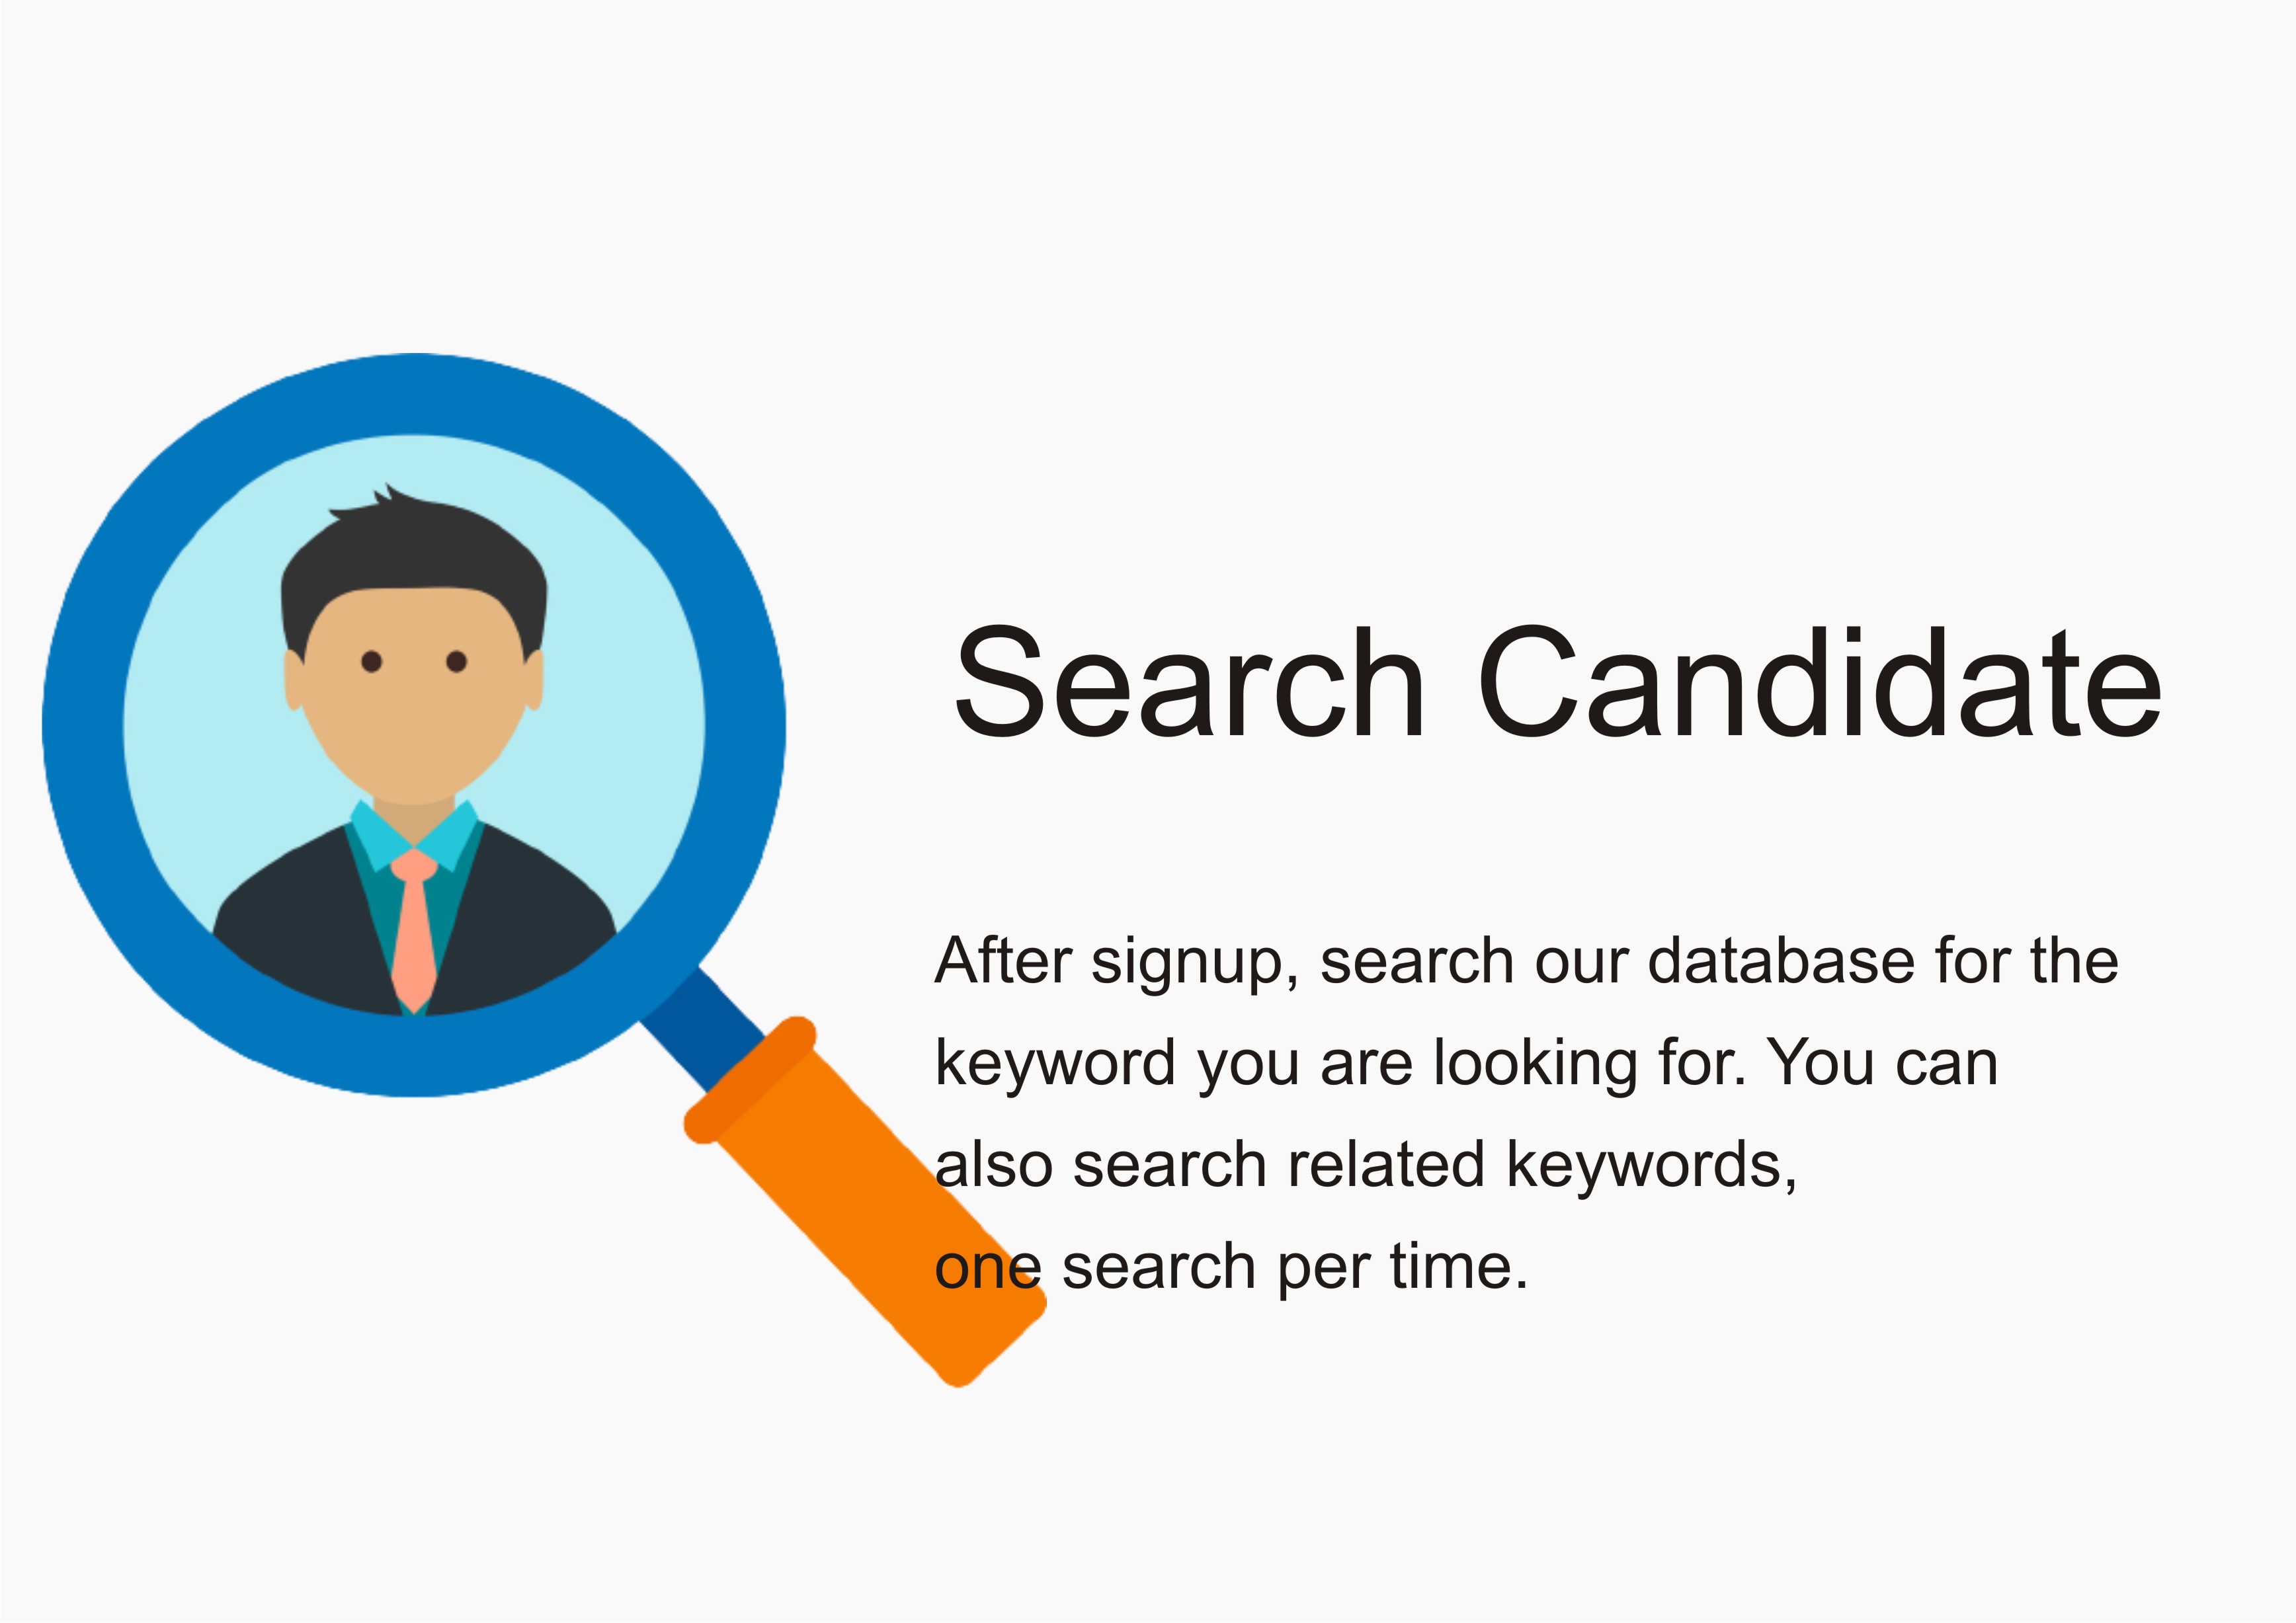 Search Candidate
After signup, search our database for the
keyword you are looking for. You can
also search related keywords,
one search per time.